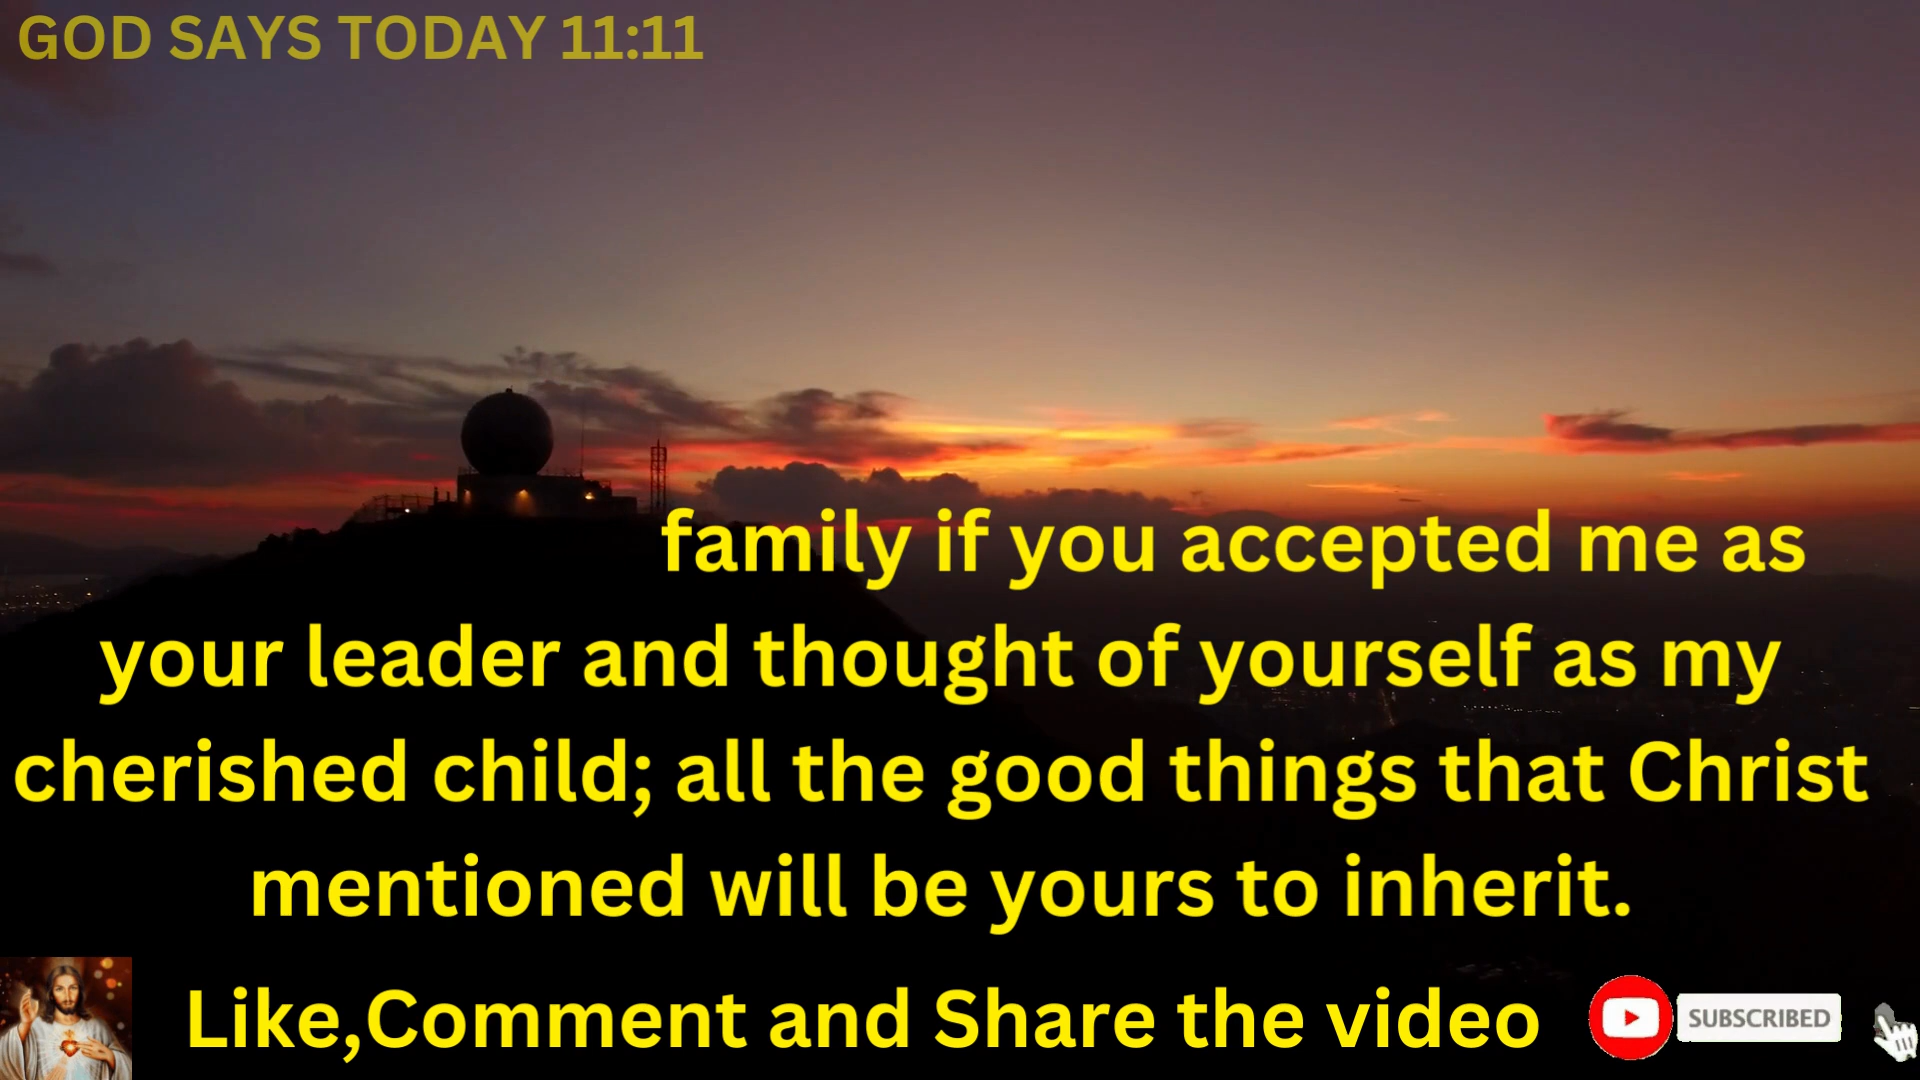 GOD SAYS TODAY 11:11
family if you accepted me as
your leader and thought of yourself as my
cherished child; all the good things that Christ
mentioned will be yours to inherit.
Like,Comment and Share the video
SUBSCRIBED